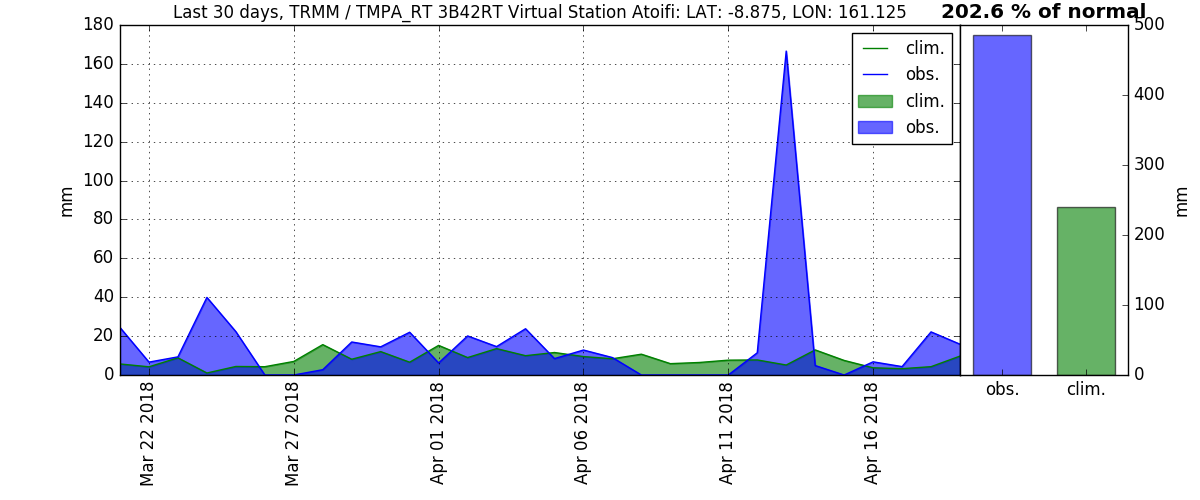 Last 30 days, TRMM / TMPA_RT 3B42RT Virtual Station Atoifi: LAT: -8.875, LON: 161.125
202.6 % of normal
180
160
140
120
100
80
60
40
20
0
mm
Mar 22 2018
Mar 27 2018
Apr 01 2018
Apr 06 2018
Apr 11 2018
Apr 16 2018
clim.
obs.
clim.
obs.
500
400
300
200
100
0
mm
obs.
clim.